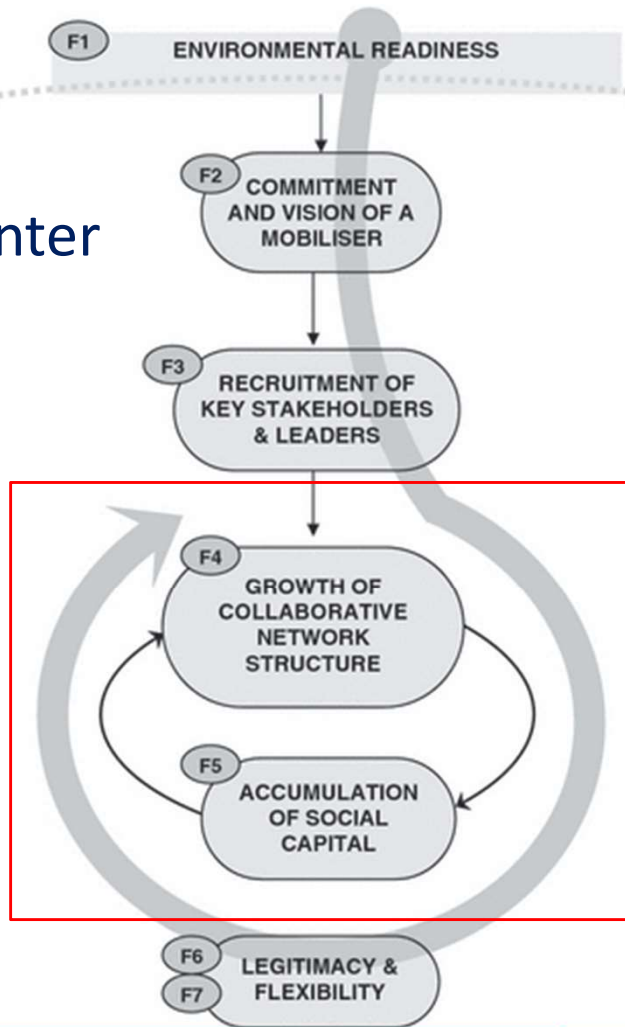 F1
ENVIRONMENTAL READINESS
F2
COMMITMENT
AND VISION OF A
MOBILISER
nter
F3
RECRUITMENT OF
KEY STAKEHOLDERS
& LEADERS
F4
GROWTH OF
COLLABORATIVE
NETWORK
STRUCTURE
F5
ACCUMULATION
OF SOCIAL
CAPITAL
F6
F7
LEGITIMACY &
FLEXIBILITY